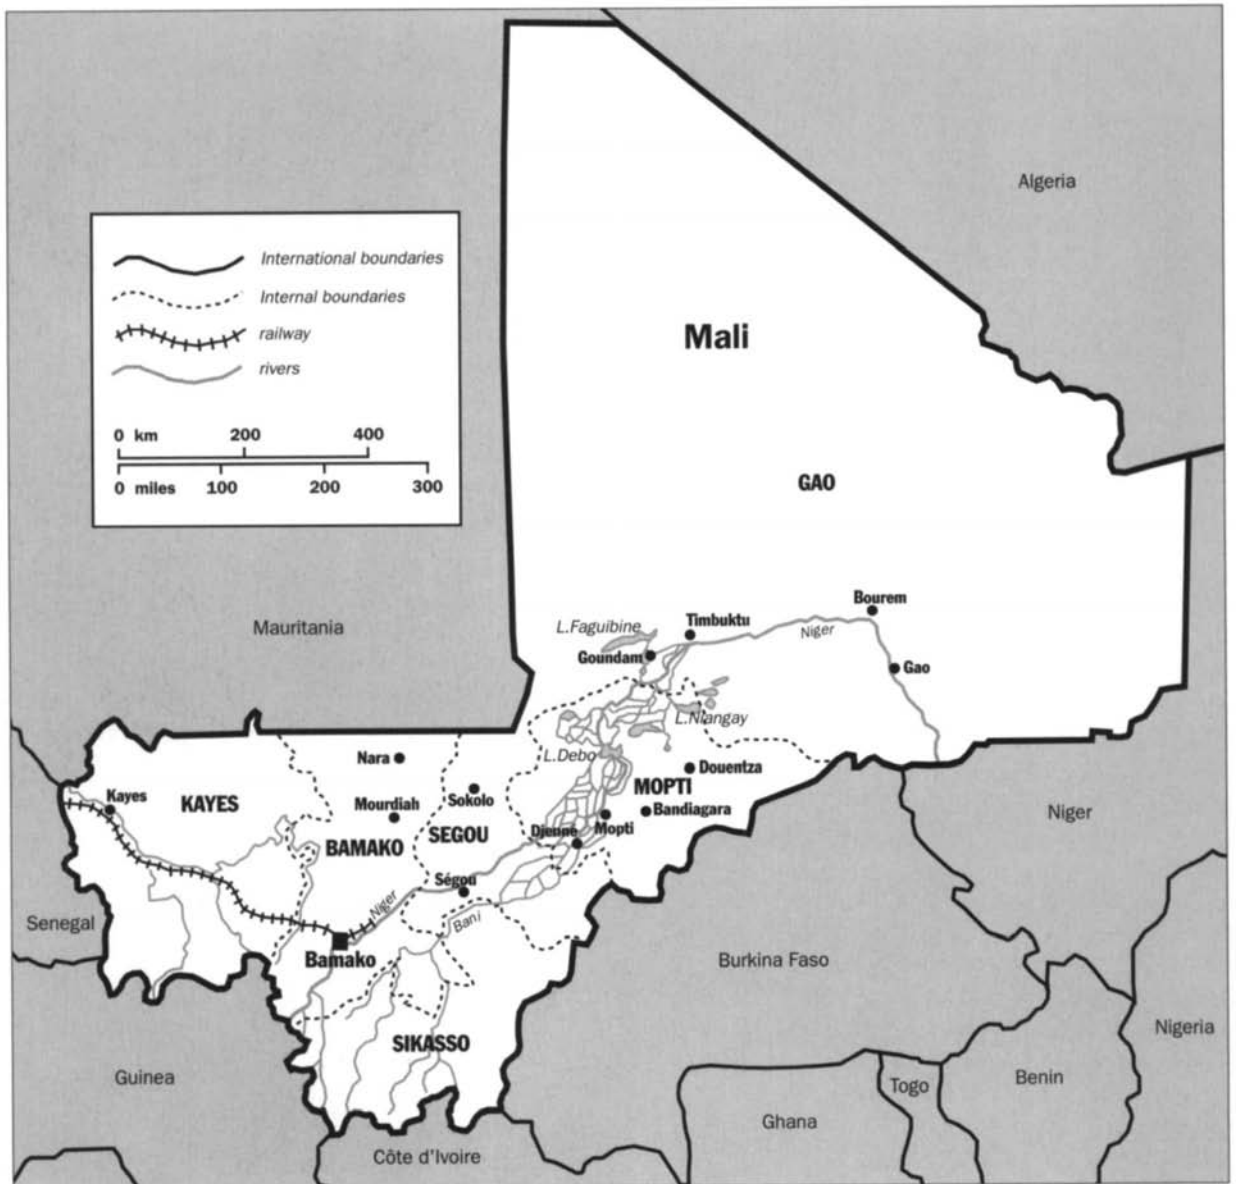 Algeria
International boundaries
Internal boundaries
railway
rivers
0 km 200 400
0 miles 100 200 300
Mali
GAO
Mauritania
L.Faguibine
Timbuktu
Niger
Bourem
Goundam
Gao
L.Niangay
L.Debo
Nara
Douentza
MOPTI
Kayes
KAYES
Mourdiah
Sokolo
Bandiagara
BAMAKO
SEGOU
Djenné
Mopti
Niger
Ségou
Niger
Bani
Senegal
Bamako
Burkina Faso
SIKASSO
Nigeria
Guinea
Togo
Benin
Ghana
Côte d'Ivoire